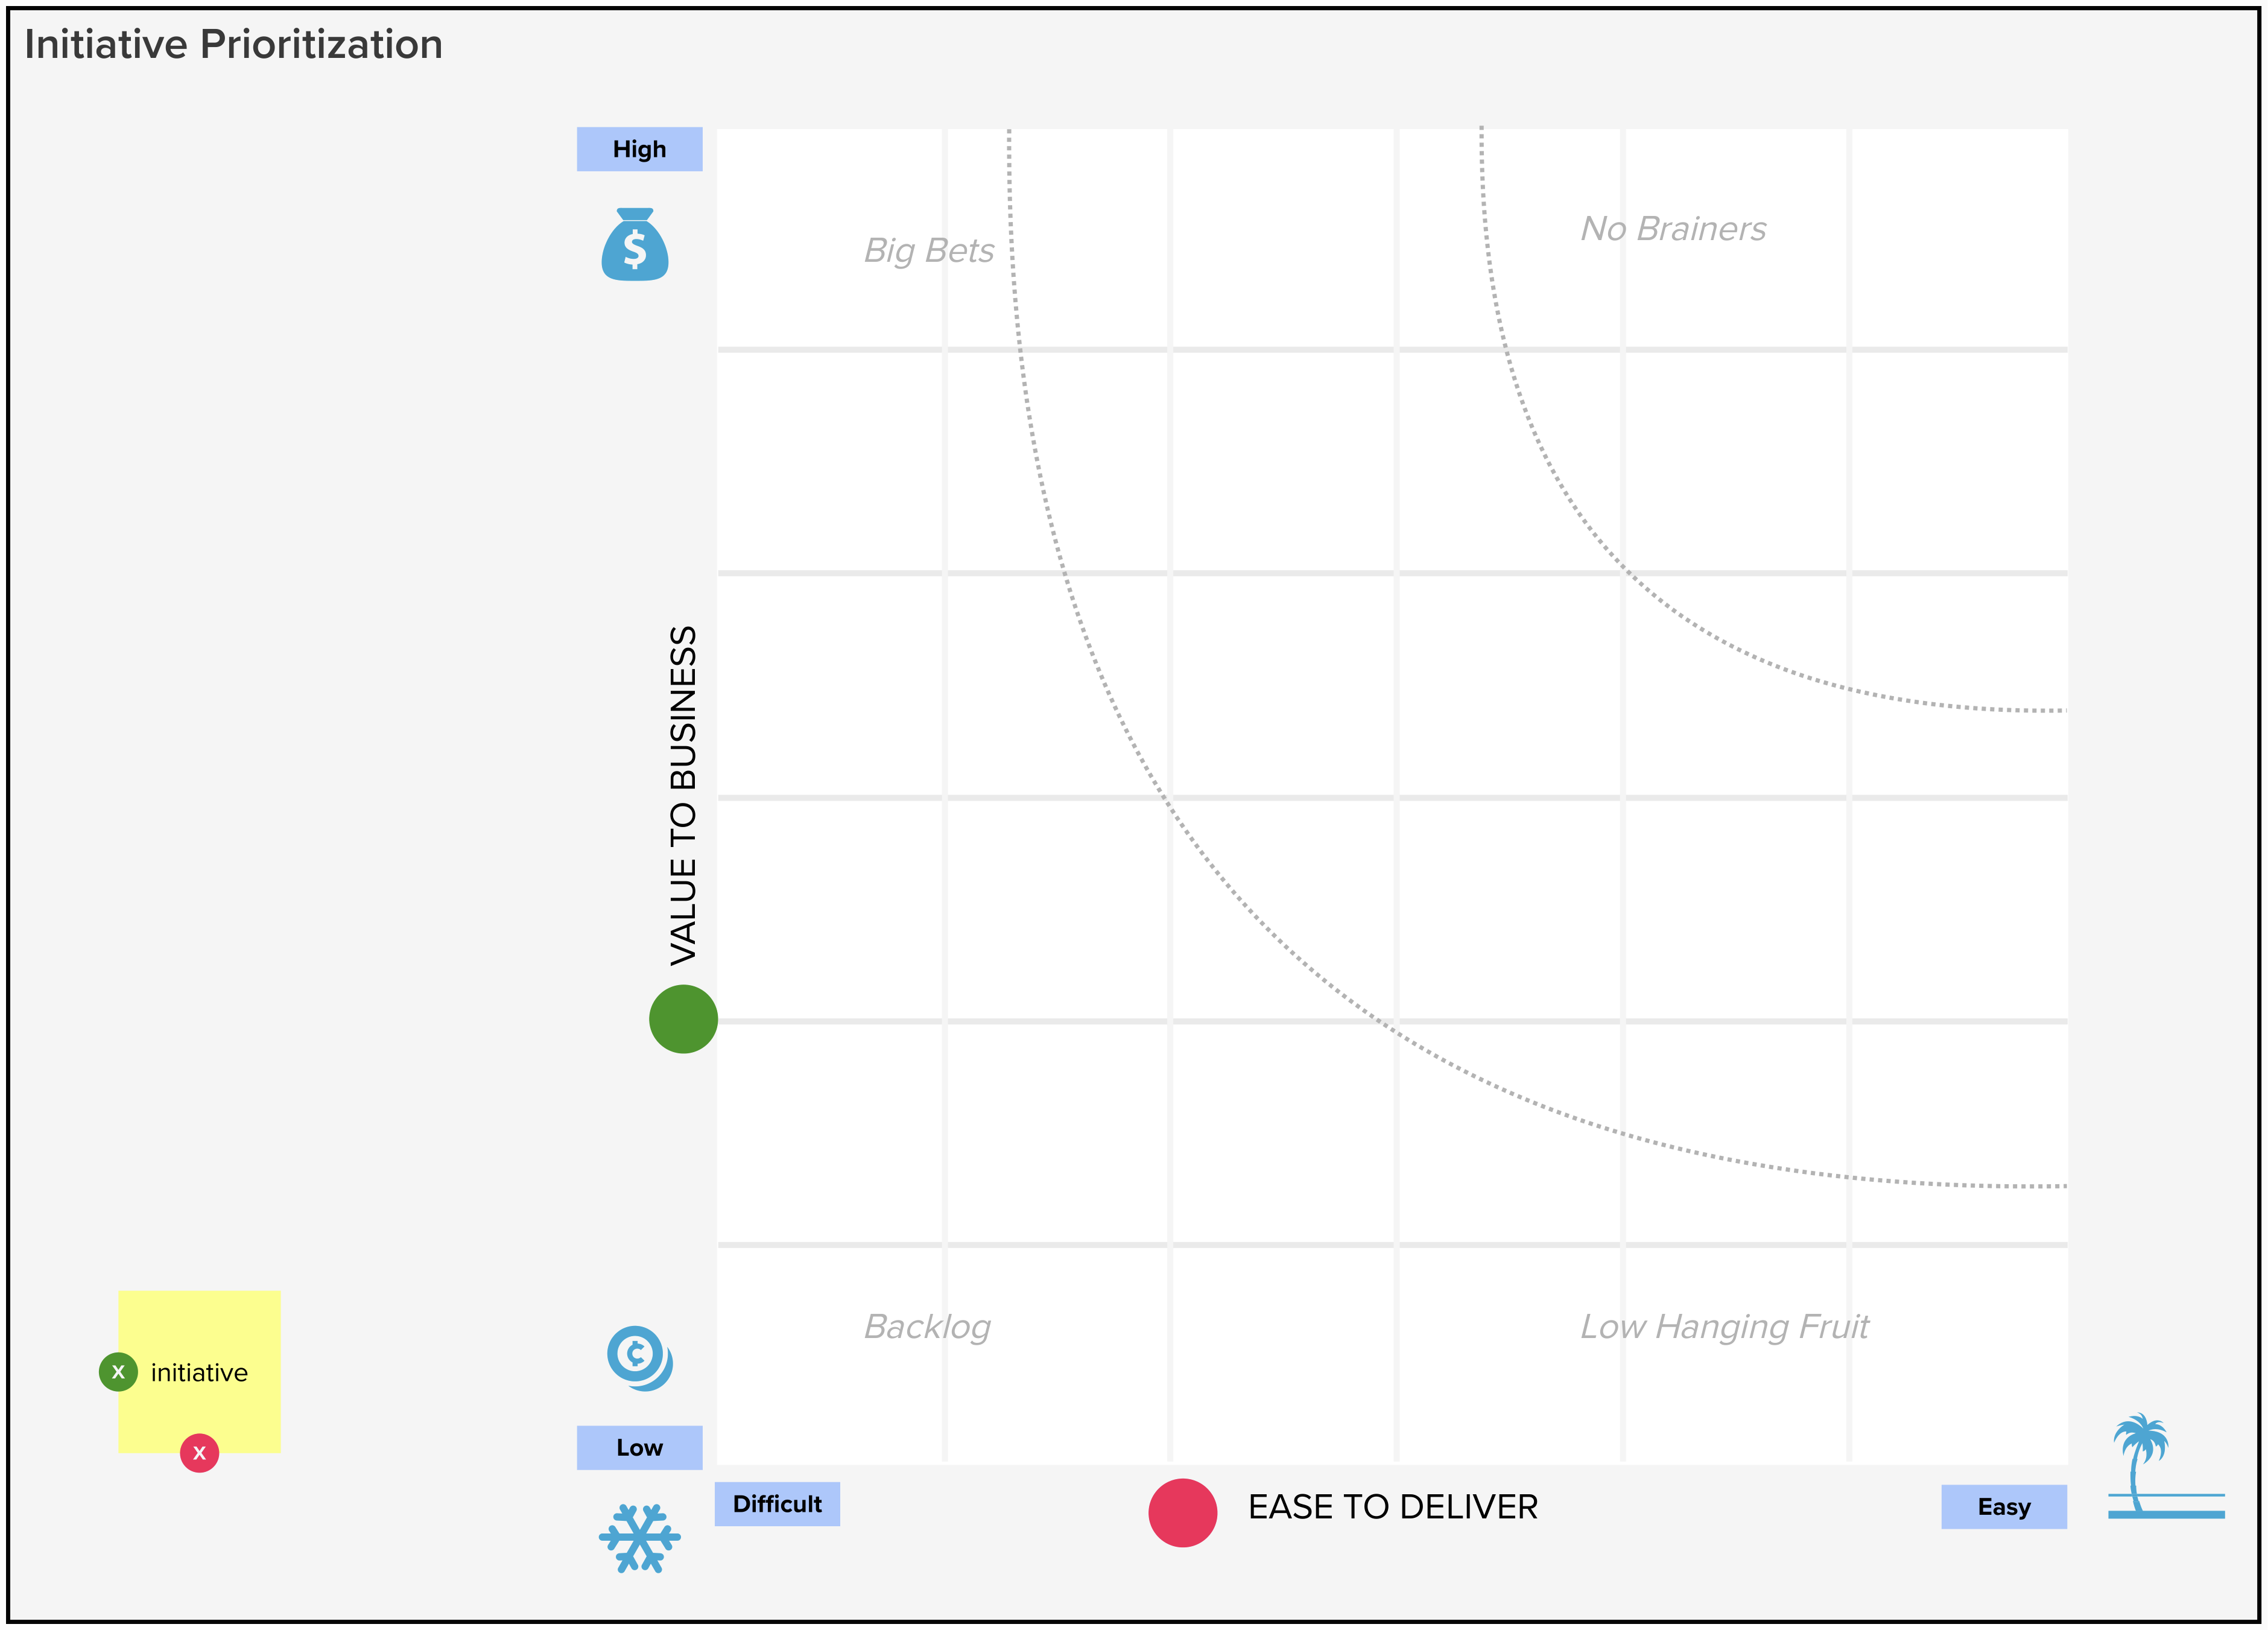 Initiative Prioritization
High
$
Big Bets
No Brainers
VALUE TO BUSINESS
Backlog
Low Hanging Fruit
¢
x
initiative
x
Low
Difficult
EASE TO DELIVER
Easy